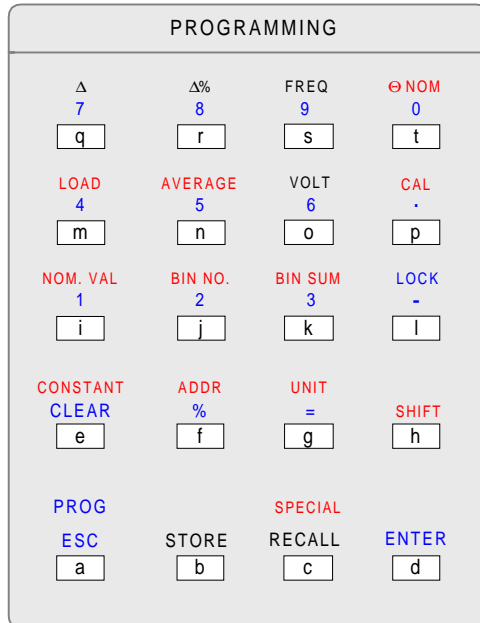 PROGRAMMING
Δ Δ% FREQ Θ NOM
7 8 9 0
q r s t
LOAD AVERAGE VOLT CAL
4 5 6 ·
m n o p
NOM. VAL BIN NO. BIN SUM LOCK
1 2 3 -
i j k l
CONSTANT ADDR UNIT
CLEAR % = SHIFT
e f g h
PROG SPECIAL
ESC STORE RECALL ENTER
a b c d